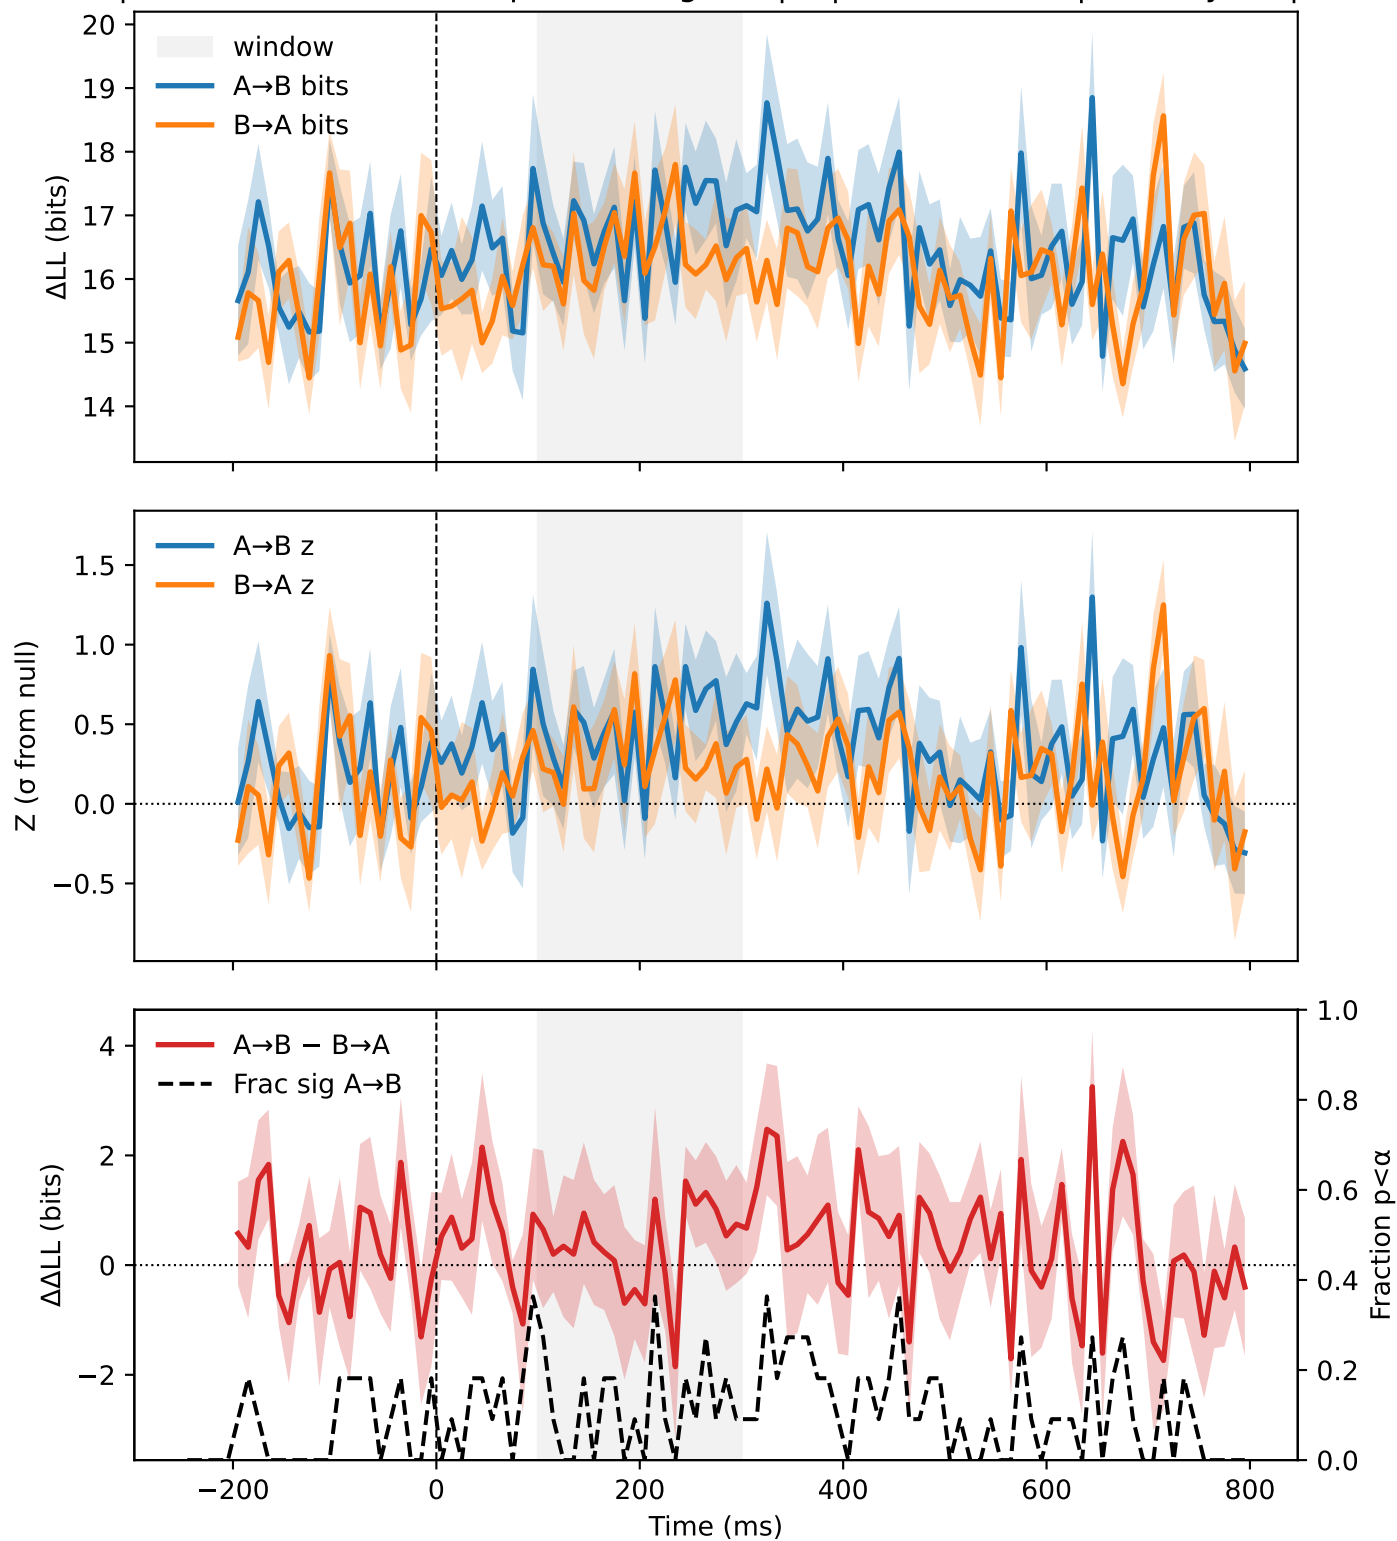 20
19
18
17
16
15
14
ΔLL (bits)
window
A→B bits
B→A bits
1.5
1.0
0.5
0.0
−0.5
Z (σ from null)
A→B z
B→A z
4
2
0
−2
ΔΔLL (bits)
A→B − B→A
Frac sig A→B
1.0
0.8
0.6
0.4
0.2
0.0
Fraction p<α
−200
0
200
400
600
800
Time (ms)